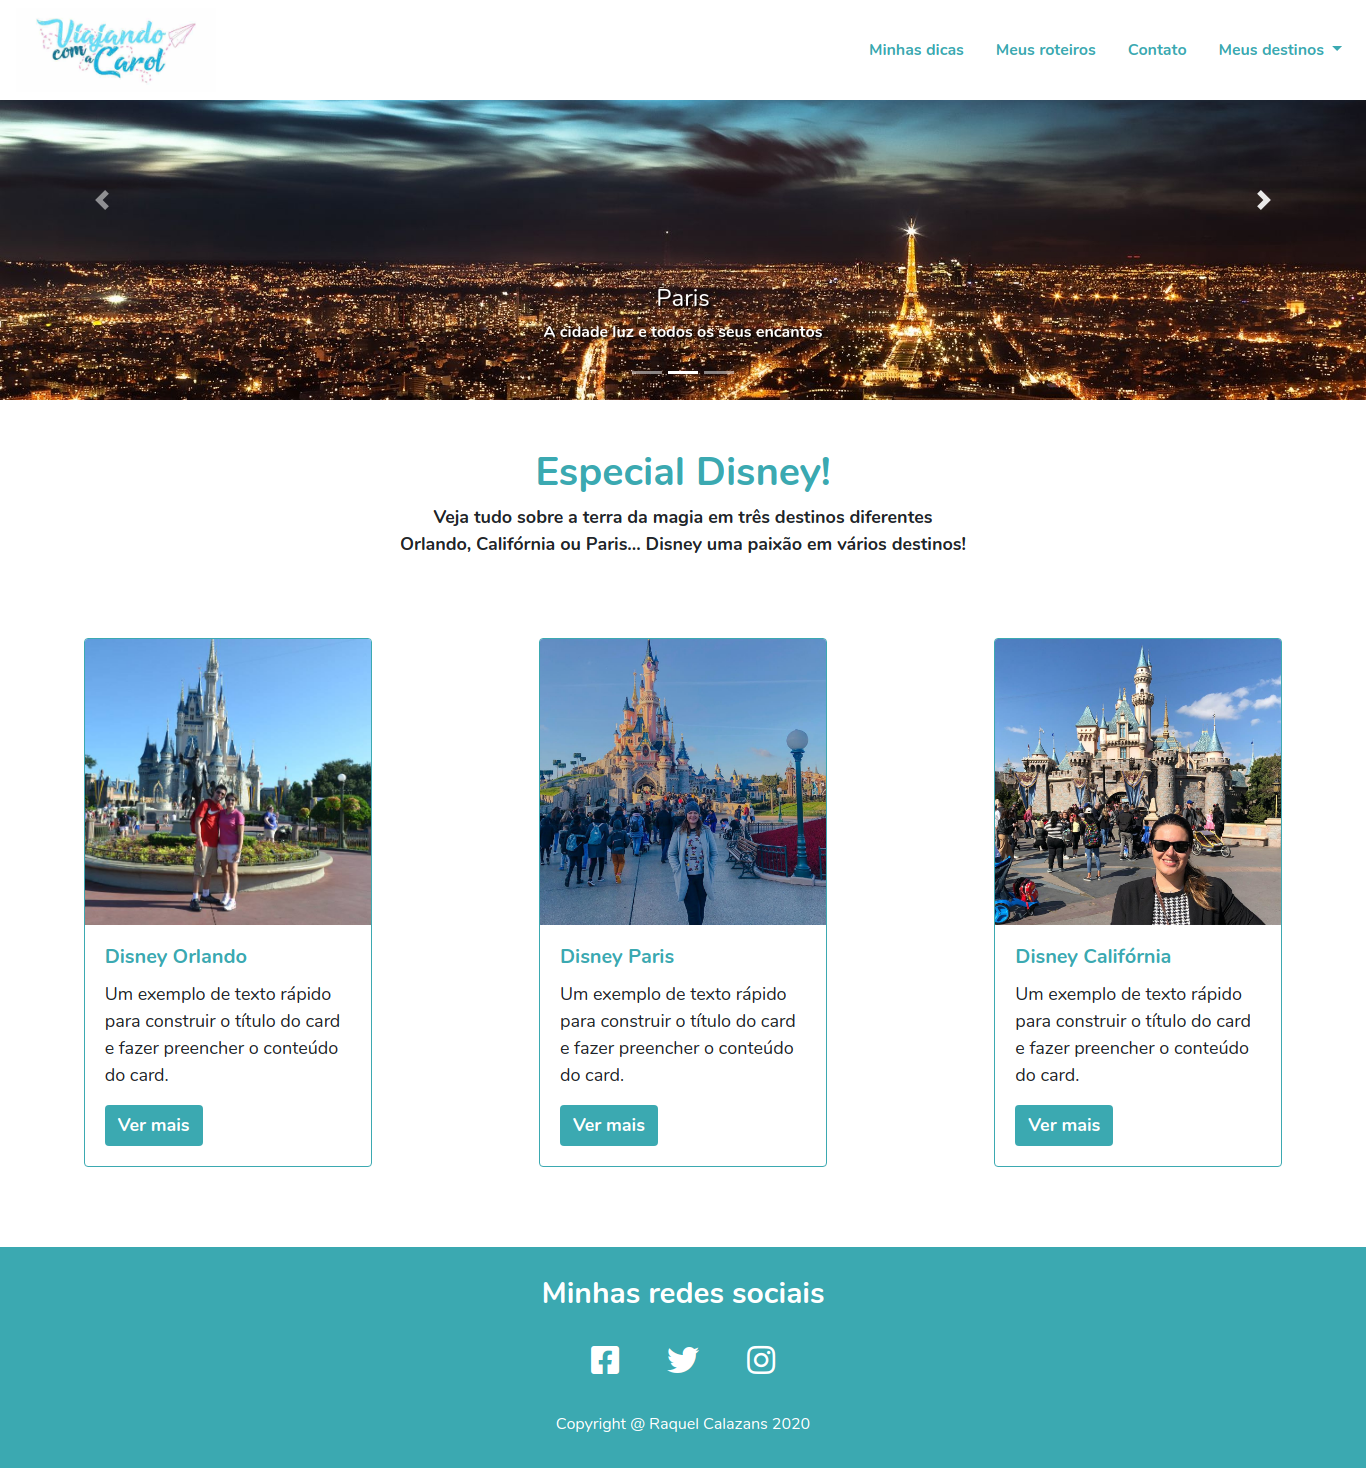 Viajando
com a Carol
Minhas dicas
Meus roteiros
Contato
Meus destinos
Paris
A cidade luz e todos os seus encantos
Especial Disney!
Veja tudo sobre a terra da magia em três destinos diferentes
Orlando, Califórnia ou Paris... Disney uma paixão em vários destinos!
Disney Orlando
Um exemplo de texto rápido
para construir o título do card
e fazer preencher o conteúdo
do card.
Ver mais
Disney Paris
Um exemplo de texto rápido
para construir o título do card
e fazer preencher o conteúdo
do card.
Ver mais
Disney Califórnia
Um exemplo de texto rápido
para construir o título do card
e fazer preencher o conteúdo
do card.
Ver mais
Minhas redes sociais
Copyright @ Raquel Calazans 2020